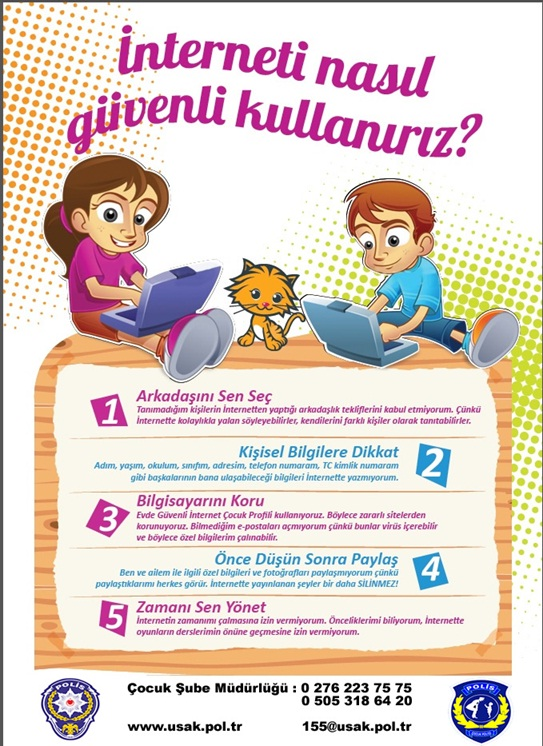 İnterneti nasıl
güvenli kullanırız?
1
Arkadaşını Sen Seç
Tanımadığım kişilerin İnternetten yaptığı arkadaşlık tekliflerini kabul etmiyorum. Çünkü
İnternette kolaylıkla yalan söyleyebilirler, kendilerini farklı kişiler olarak tanıtabilirler.
Kişisel Bilgilere Dikkat
2
Adım, yaşım, okulum, sınıfım, adresim, telefon numaram, TC kimlik numaram
gibi başkalarının bana ulaşabileceği bilgileri İnternette yazmıyorum.
3
Bilgisayarını Koru
Evde Güvenli İnternet Çocuk Profili kullanıyoruz. Böylece zararlı sitelerden
korunuyoruz. Bilmediğim e-postaları açmıyorum çünkü bunlar virüs içerebilir
ve böylece özel bilgilerim çalınabilir.
Önce Düşün Sonra Paylaş
4
Ben ve ailem ile ilgili özel bilgileri ve fotoğrafları paylaşmıyorum çünkü
paylaştıklarımı herkes görür. İnternette yayınlanan şeyler bir daha SİLİNMEZ!
5
Zamanı Sen Yönet
İnternetin zamanımı çalmasına izin vermiyorum. Önceliklerimi biliyorum, İnternette
oyunların derslerimin önüne geçmesine izin vermiyorum.
POLİS
Çocuk Şube Müdürlüğü : 0 276 223 75 75
0 505 318 64 20
www.usak.pol.tr 155@usak.pol.tr
POLİS